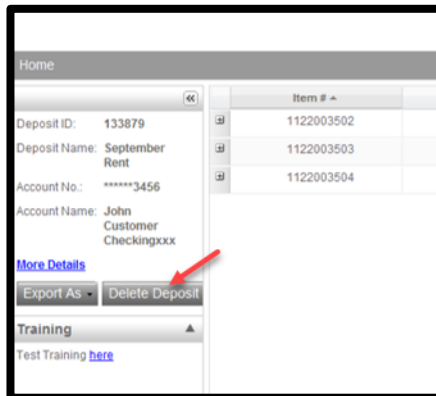 Home
Item #
Deposit ID: 133879
Deposit Name: September
Rent
Account No.: ******3456
Account Name: John
Customer
Checkingxxx
More Details
Export As
Delete Deposit
Training
Test Training here
1122003502
1122003503
1122003504